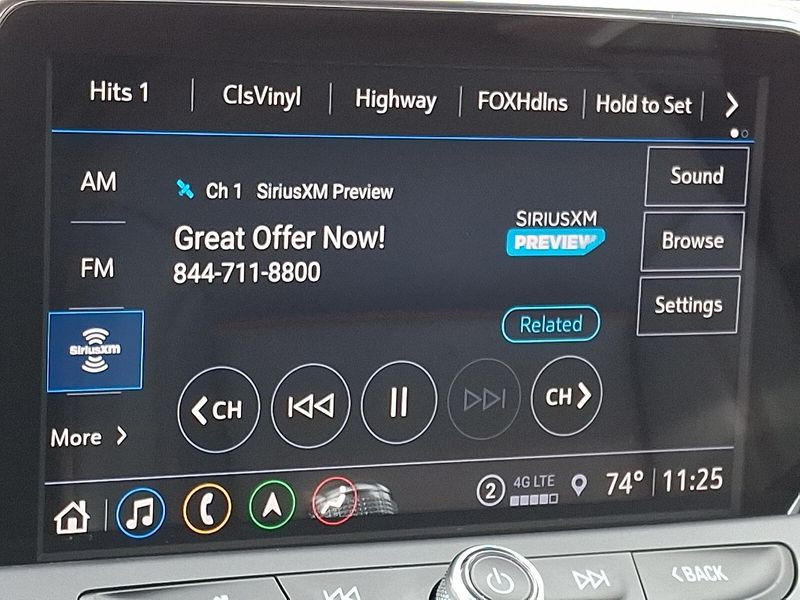 Hits 1 ClsVinyl Highway FOXHdlns Hold to Set
AM
FM
SiriusXM
More
Ch 1 SiriusXM Preview
Great Offer Now!
844-711-8800
SIRIUSXM
PREVIEW
Related
Sound
Browse
Settings
CH
CH
2 4G LTE 74° 11:25
BACK